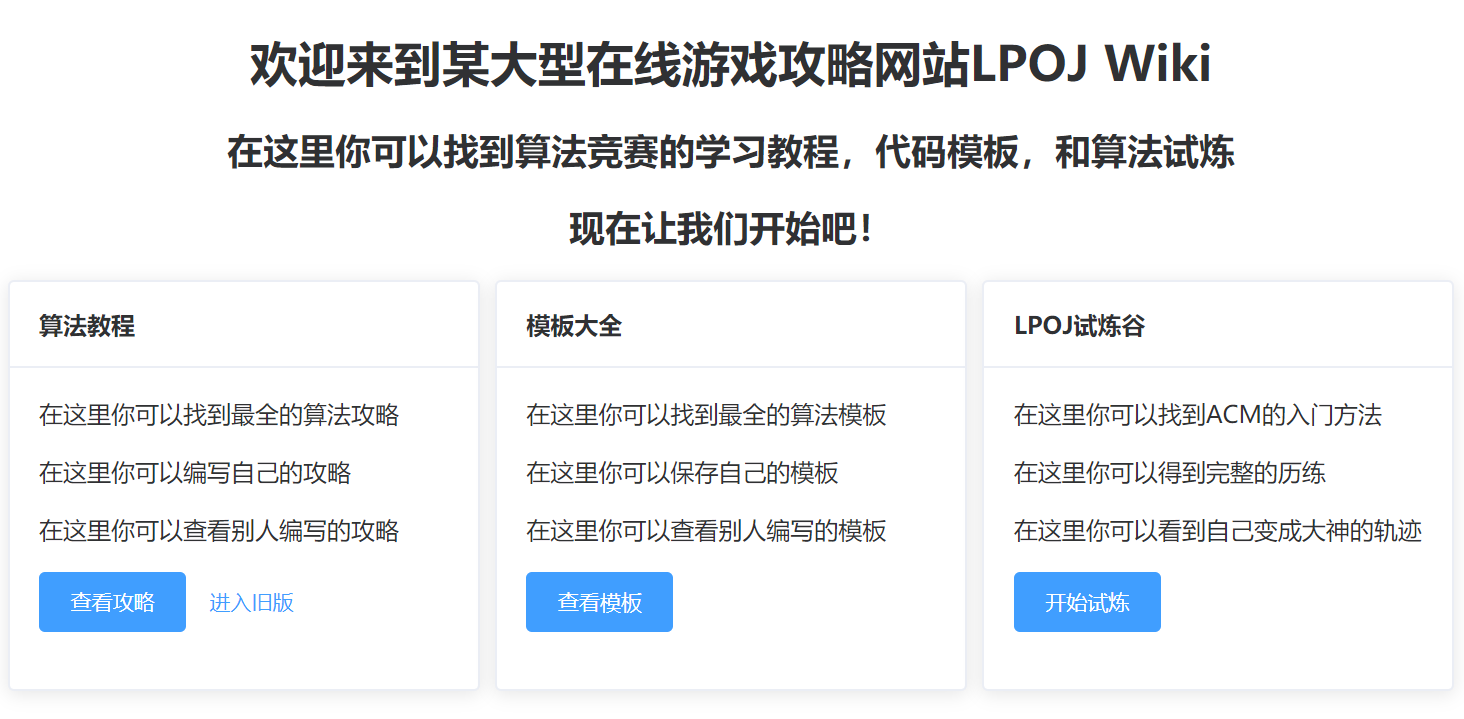 欢迎来到某大型在线游戏攻略网站LPOJ Wiki
在这里你可以找到算法竞赛的学习教程，代码模板，和算法试炼
现在让我们开始吧！
算法教程
在这里你可以找到最全的算法攻略
在这里你可以编写自己的攻略
在这里你可以查看别人编写的攻略
查看攻略 进入旧版
模板大全
在这里你可以找到最全的算法模板
在这里你可以保存自己的模板
在这里你可以查看别人编写的模板
查看模板
LPOJ试炼谷
在这里你可以找到ACM的入门方法
在这里你可以得到完整的历练
在这里你可以看到自己变成大神的轨迹
开始试炼